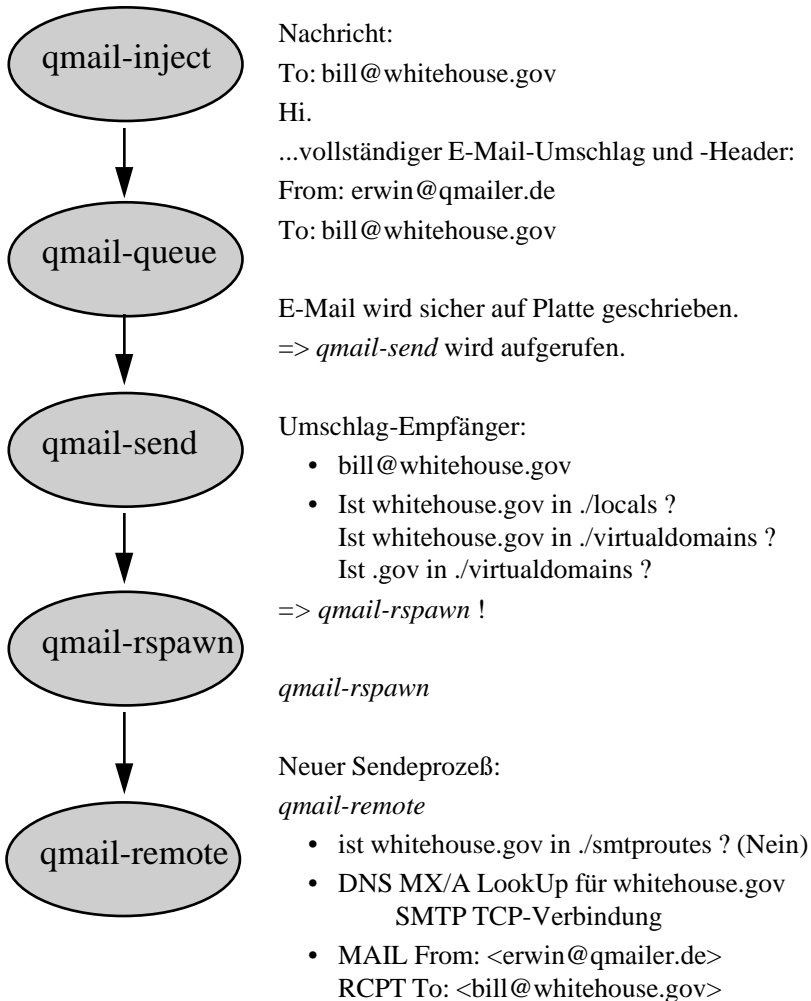 qmail-inject
Nachricht:
To: bill@whitehouse.gov
Hi.
...vollständiger E-Mail-Umschlag und -Header:
From: erwin@qmailer.de
To: bill@whitehouse.gov
qmail-queue
E-Mail wird sicher auf Platte geschrieben.
=> qmail-send wird aufgerufen.
qmail-send
Umschlag-Empfänger:
• bill@whitehouse.gov
• Ist whitehouse.gov in ./locals ?
Ist whitehouse.gov in ./virtualdomains ?
Ist .gov in ./virtualdomains ?
=> qmail-rspawn !
qmail-rspawn
qmail-rspawn
Neuer Sendeprozeß:
qmail-remote
qmail-remote
• ist whitehouse.gov in ./smtproutes ? (Nein)
• DNS MX/A LookUp für whitehouse.gov
SMTP TCP-Verbindung
• MAIL From: <erwin@qmailer.de>
RCPT To: <bill@whitehouse.gov>